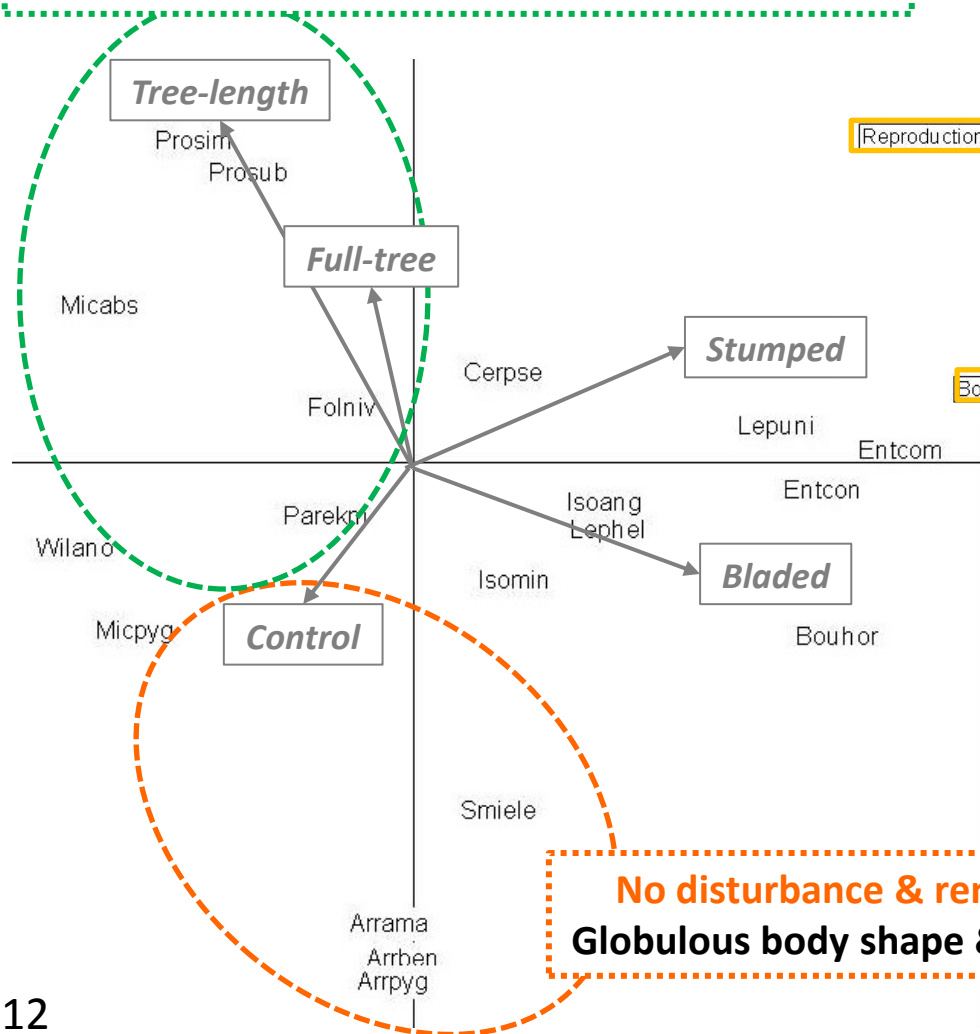 Tree-length
Prosim
Reproduction
Prosub
Full-tree
Micabs
Stumped
Cerpse
Folniv
Lepuni
Entcom
Entcon
Isoang
Parekm
Lephel
Wilano
Isomin
Bladed
Micpyg
Control
Bouhor
Smiele
No disturbance &
Arrama
Globulous body shape &
Arrben
Arrpyg
12